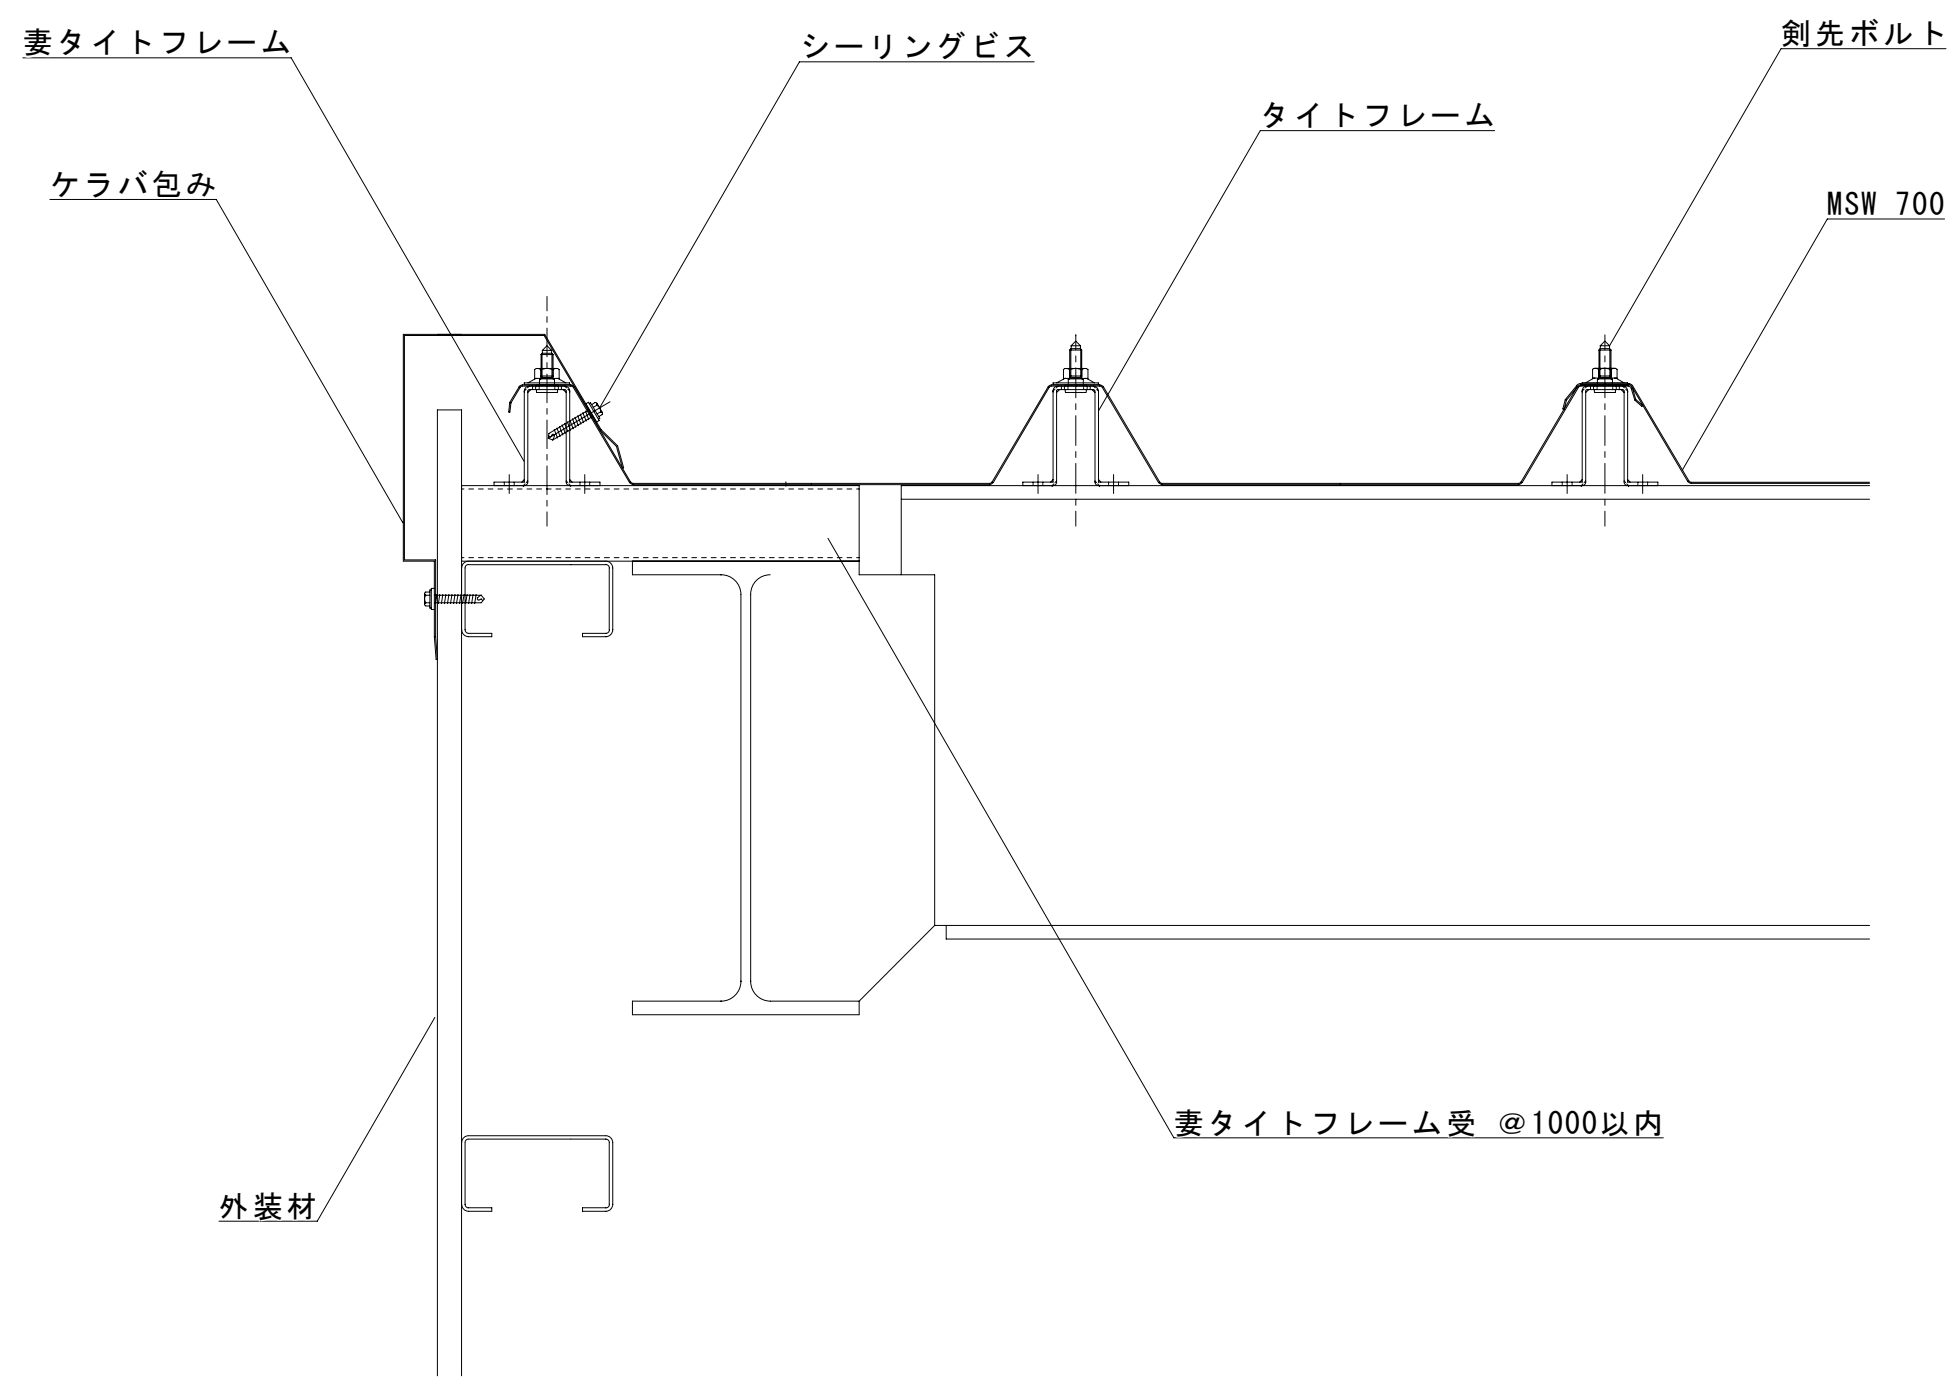 妻タイトフレーム
シーリングビス
剣先ボルト
タイトフレーム
ケラバ包み
MSW 700
妻タイトフレーム受 @1000以内
外装材